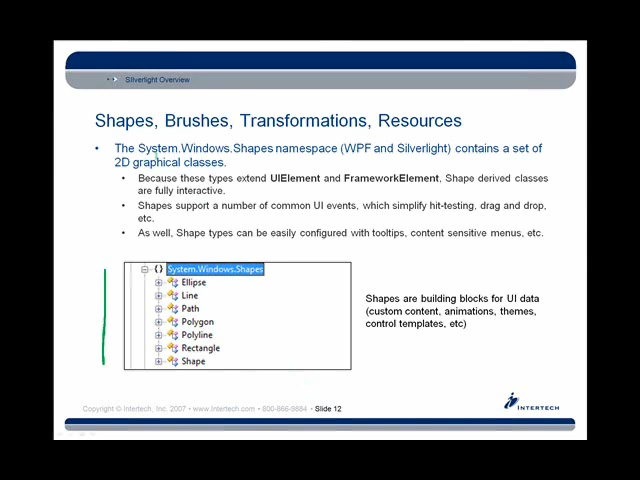 Silverlight Overview
Shapes, Brushes, Transformations, Resources
• The System.Windows.Shapes namespace (WPF and Silverlight) contains a set of
2D graphical classes.
• Because these types extend UIElement and FrameworkElement, Shape derived classes
are fully interactive.
• Shapes support a number of common UI events, which simplify hit-testing, drag and drop,
etc.
• As well, Shape types can be easily configured with tooltips, content sensitive menus, etc.
{} System.Windows.Shapes
Ellipse
Line
Path
Polygon
Polyline
Rectangle
Shape
Shapes are building blocks for UI data
(custom content, animations, themes,
control templates, etc)
Copyright © Intertech, Inc. 2007 • www.Intertech.com • 800-866-9884 • Slide 12
INTERTECH